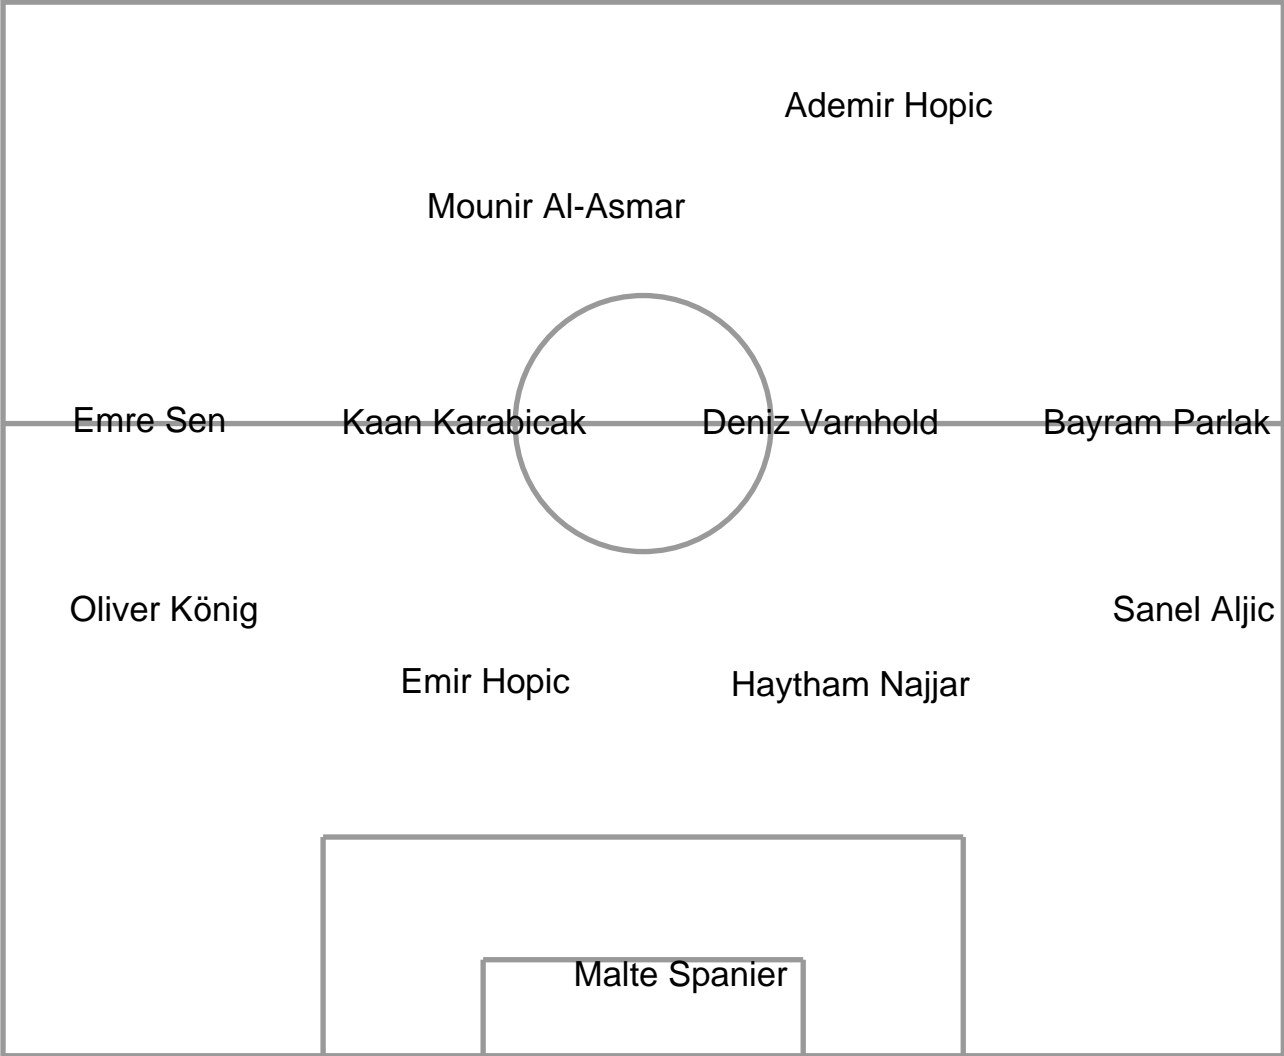 Ademir Hopic
Mounir Al-Asmar
Emre Sen
Kaan Karabicak
Deniz Varnhold
Bayram Parlak
Oliver König
Sanel Aljic
Emir Hopic
Haytham Najjar
Malte Spanier